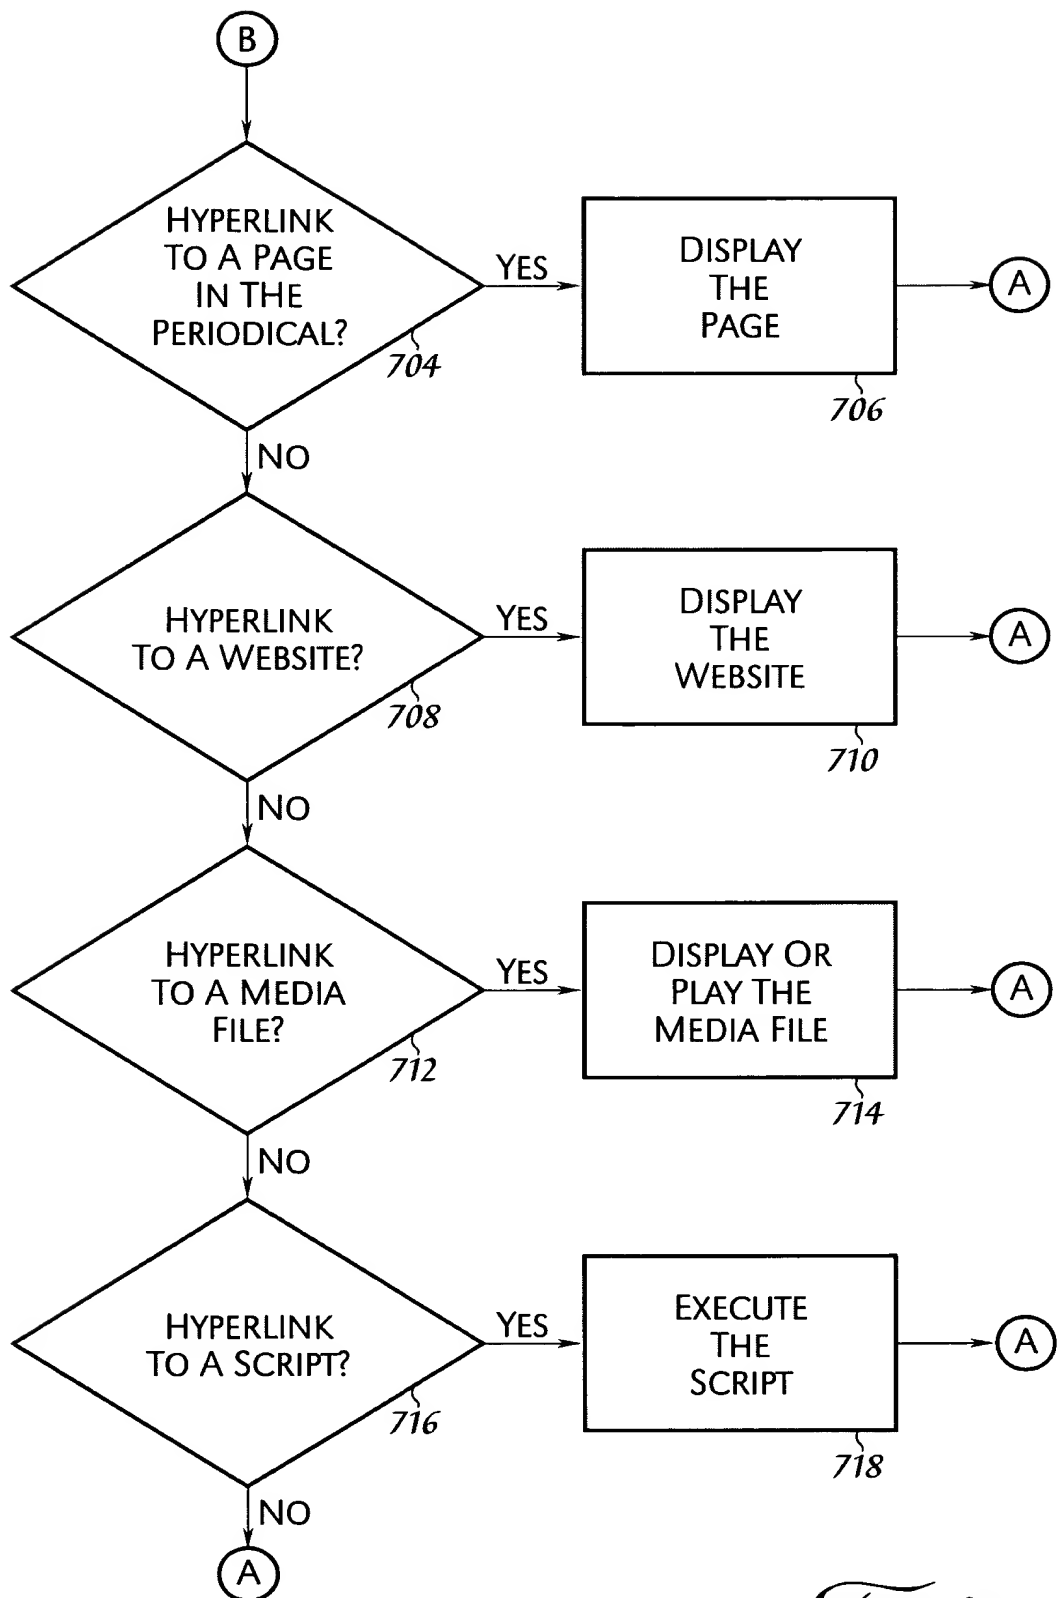 B
HYPERLINK
TO A PAGE
IN THE
PERIODICAL?
704
YES
DISPLAY
THE
PAGE
706
A
NO
HYPERLINK
TO A WEBSITE?
708
YES
DISPLAY
THE
WEBSITE
710
A
NO
HYPERLINK
TO A MEDIA
FILE?
712
YES
DISPLAY OR
PLAY THE
MEDIA FILE
714
A
NO
HYPERLINK
TO A SCRIPT?
716
YES
EXECUTE
THE
SCRIPT
718
A
NO
A